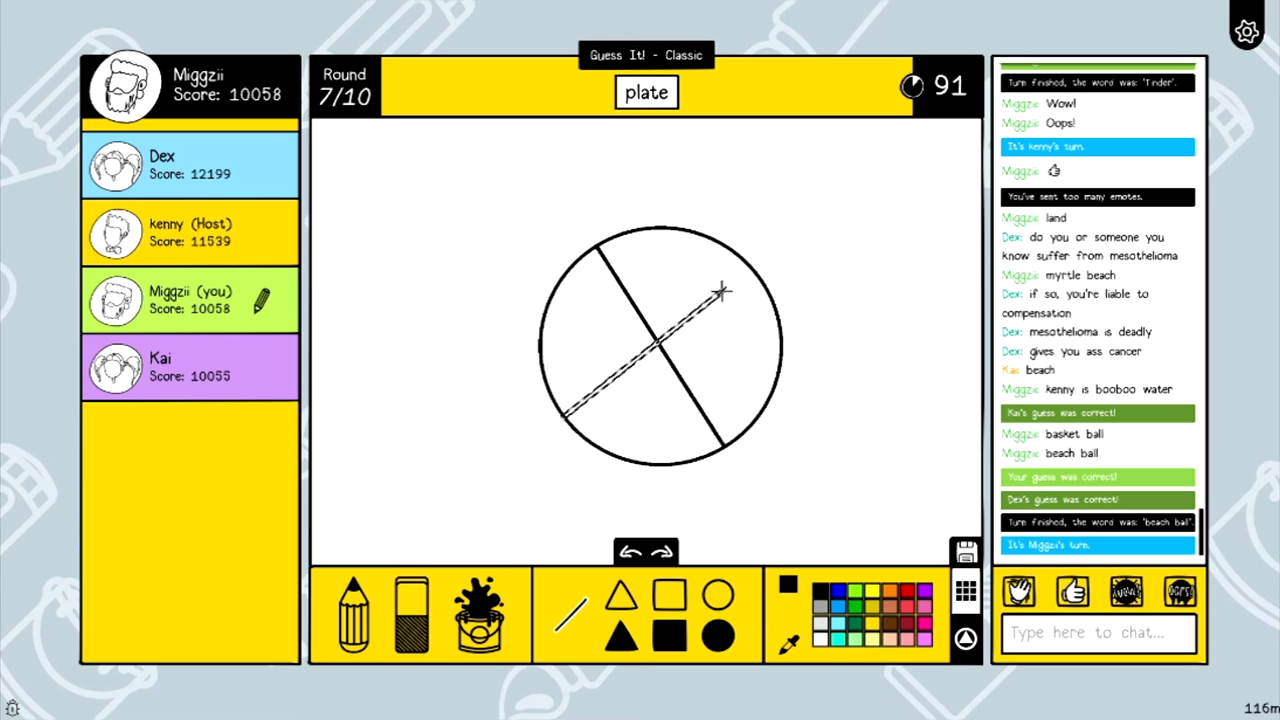 Guess It! - Classic
Miggzii
Score: 10058
Round
7/10
plate
91
Dex
Score: 12199
kenny (Host)
Score: 11539
Miggzii (you)
Score: 10058
Kai
Score: 10055
Turn finished, the word was: 'Tinder'.
Miggzii: Wow!
Miggzii: Oops!
It's kenny's turn.
Miggzii:
You've sent too many emotes.
Miggzii: land
Dex: do you or someone you
know suffer from mesothelioma
Miggzii: myrtle beach
Dex: if so, you're liable to
compensation
Dex: mesothelioma is deadly
Dex: gives you ass cancer
Kai: beach
Miggzii: kenny is booboo water
Kai's guess was correct!
Miggzii: basket ball
Miggzii: beach ball
Your guess was correct!
Dex's guess was correct!
Turn finished, the word was: 'beach ball'.
It's Miggzii's turn.
Type here to chat...
116m